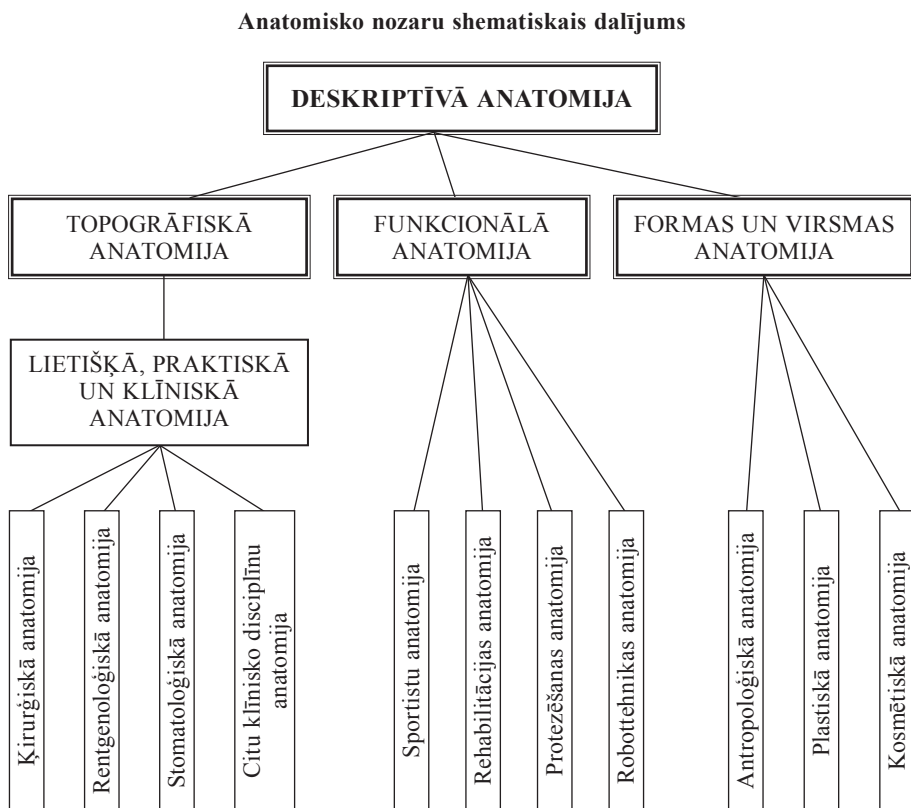 Anatomisko nozaru shematiskais dalījums
DESKRIPTĪVĀ ANATOMIJA
TOPOGRĀFISKĀ
ANATOMIJA
FUNKCIONĀLĀ
ANATOMIJA
FORMAS UN VIRSMAS
ANATOMIJA
LIETIŠĶĀ, PRAKTISKĀ
UN KLĪNISKĀ
ANATOMIJA
Ķirurģiskā anatomija
Rentgenoloģiskā anatomija
Stomatoloģiskā anatomija
Citu klīnisko disciplīnu
anatomija
Sportistu anatomija
Rehabilitācijas anatomija
Protezēšanas anatomija
Robottehnikas anatomija
Antropoloģiskā anatomija
Plastiskā anatomija
Kosmētiskā anatomija